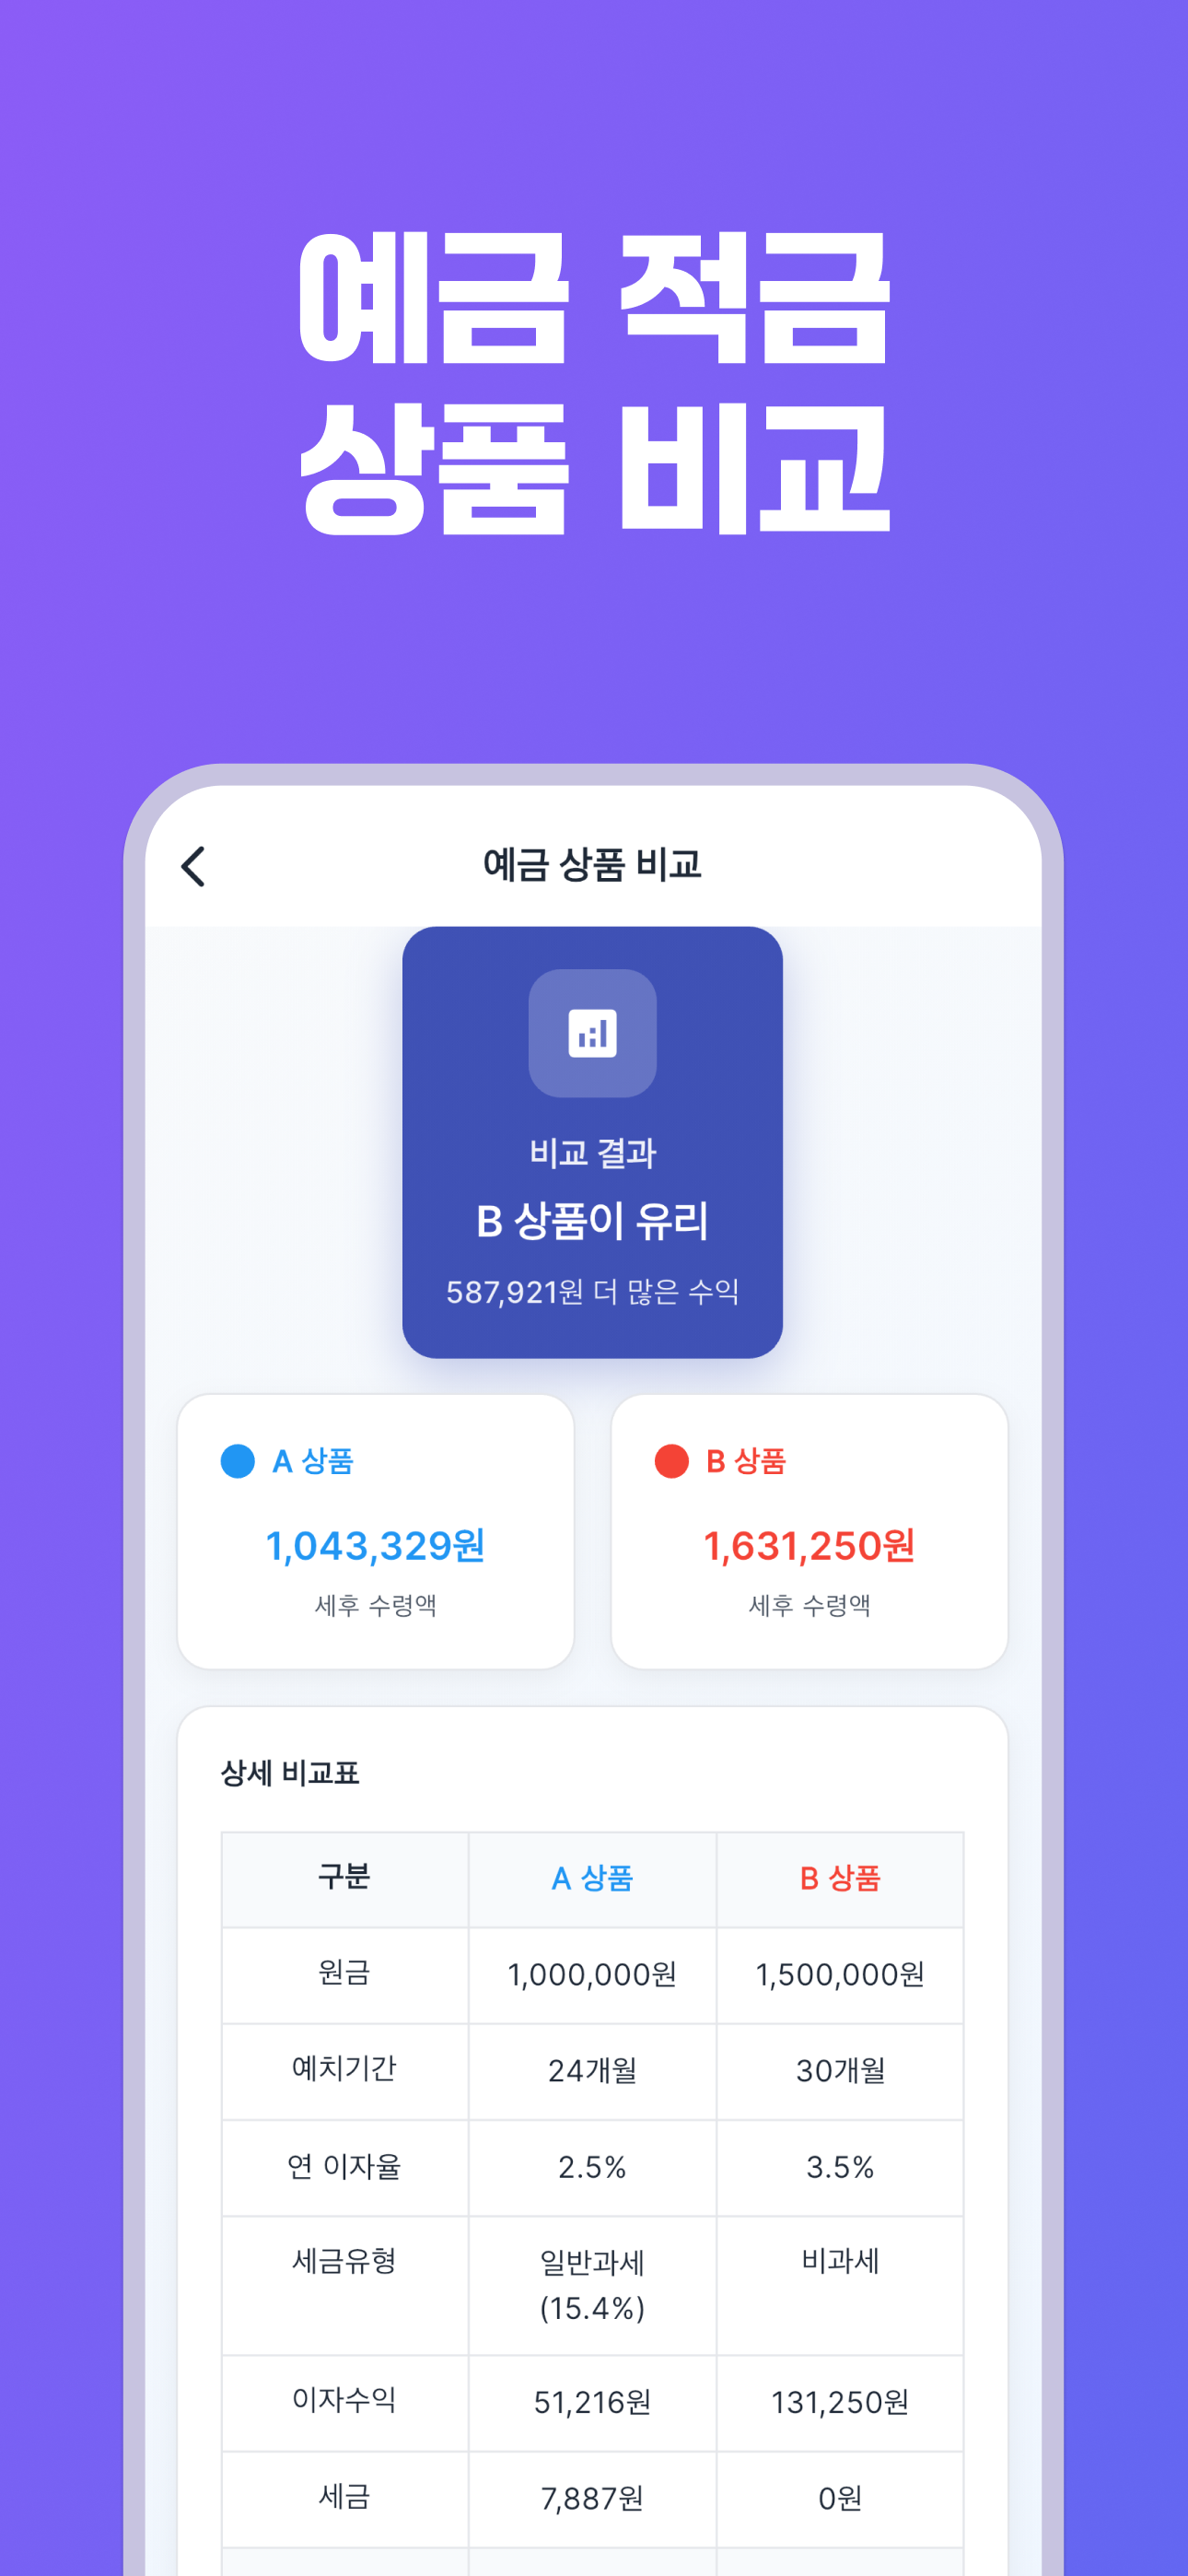 예금 적금
상품 비교
예금 상품 비교
비교 결과
B 상품이 유리
587,921원 더 많은 수익
A 상품
1,043,329원
세후 수령액
B 상품
1,631,250원
세후 수령액
상세 비교표
구분 A 상품 B 상품
원금 1,000,000원 1,500,000원
예치기간 24개월 30개월
연 이자율 2.5% 3.5%
세금유형 일반과세 비과세
(15.4%)
이자수익 51,216원 131,250원
세금 7,887원 0원